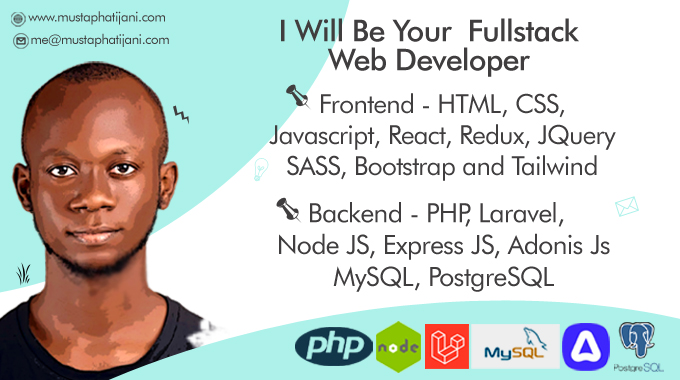 www.mustaphatijani.com
me@mustaphatijani.com
I Will Be Your Fullstack
Web Developer
Frontend - HTML, CSS,
Javascript, React, Redux, JQuery
SASS, Bootstrap and Tailwind
Backend - PHP, Laravel,
Node JS, Express JS, Adonis Js
MySQL, PostgreSQL
php
node
MySQL
PostgreSQL